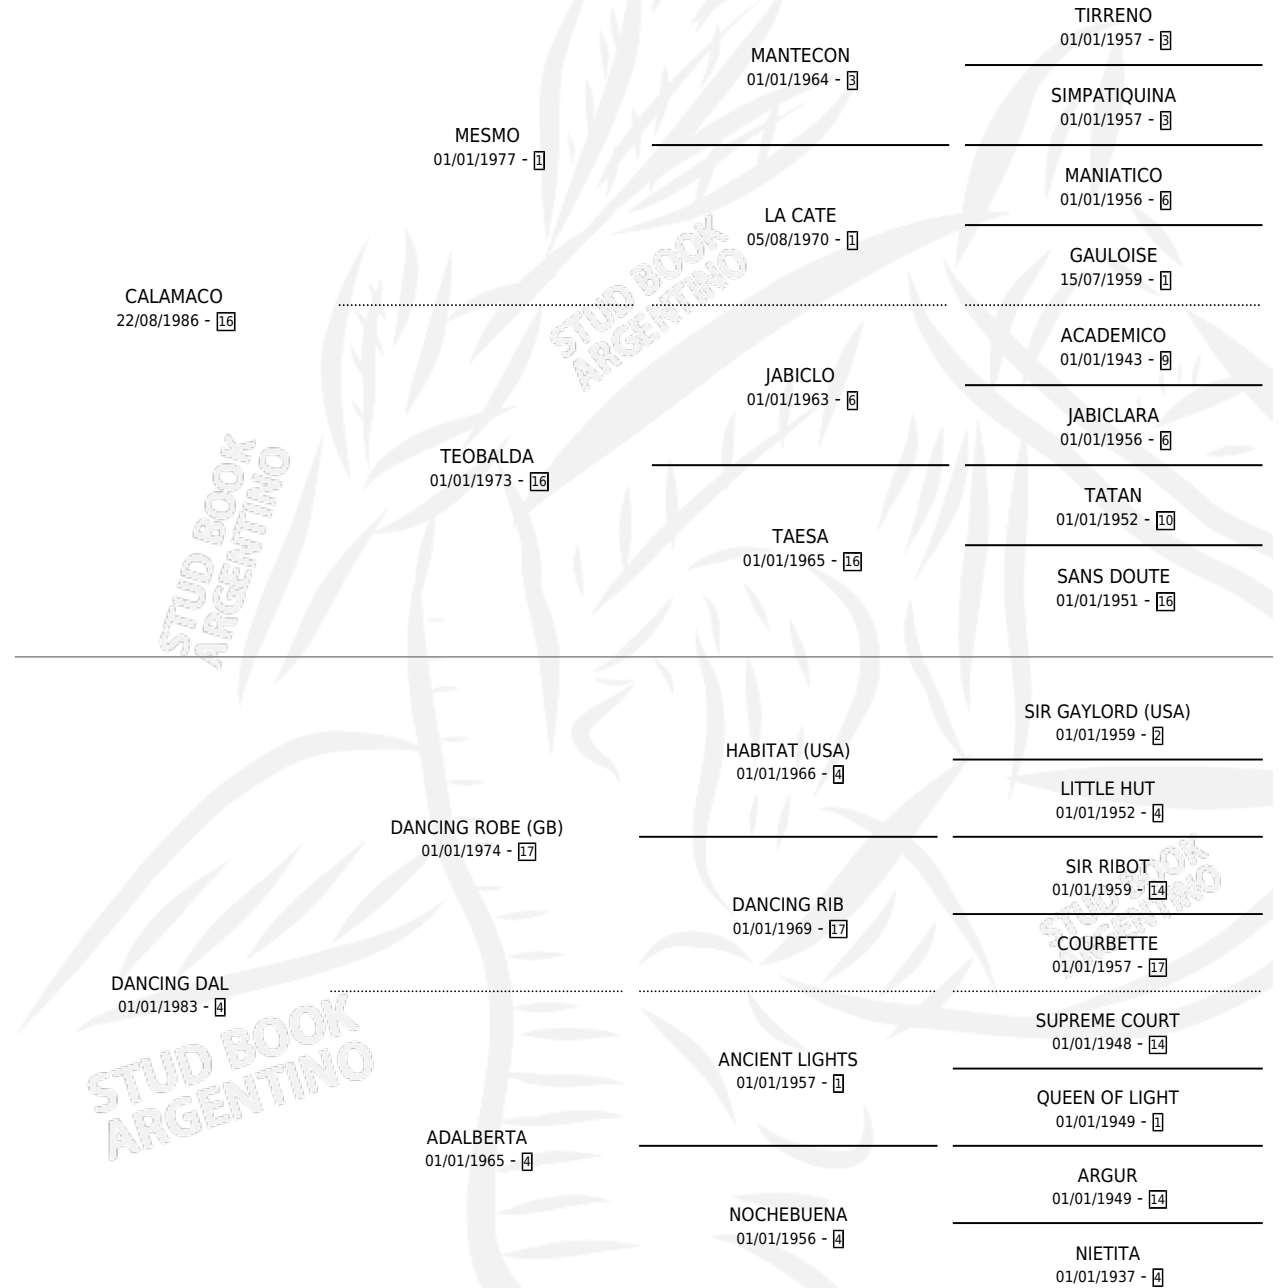 TIRRENO
01/01/1957 - 3
MANTECON
01/01/1964 - 3
SIMPATIQUINA
01/01/1957 - 3
MESMO
01/01/1977 - 1
MANIATICO
01/01/1956 - 6
LA CATE
05/08/1970 - 1
GAULOISE
15/07/1959 - 1
CALAMACO
22/08/1986 - 16
STUD BOOK
ARGENTINO
ACADEMICO
01/01/1943 - 9
JABICLO
01/01/1963 - 6
JABICLARA
01/01/1956 - 6
TEOBALDA
01/01/1973 - 16
TATAN
01/01/1952 - 10
TAESA
01/01/1965 - 16
SANS DOUTE
01/01/1951 - 16
STUD BOOK
ARGENTINO
SIR GAYLORD (USA)
01/01/1959 - 2
HABITAT (USA)
01/01/1966 - 4
LITTLE HUT
01/01/1952 - 4
DANCING ROBE (GB)
01/01/1974 - 17
SIR RIBOT
01/01/1959 - 14
DANCING RIB
01/01/1969 - 17
STUD BOOK
ARGENTINO
COURBETTE
01/01/1957 - 17
DANCING DAL
01/01/1983 - 4
SUPREME COURT
01/01/1948 - 14
ANCIENT LIGHTS
01/01/1957 - 1
STUD BOOK
ARGENTINO
QUEEN OF LIGHT
01/01/1949 - 1
ADALBERTA
01/01/1965 - 4
ARGUR
01/01/1949 - 14
NOCHEBUENA
01/01/1956 - 4
NIETITA
01/01/1937 - 4